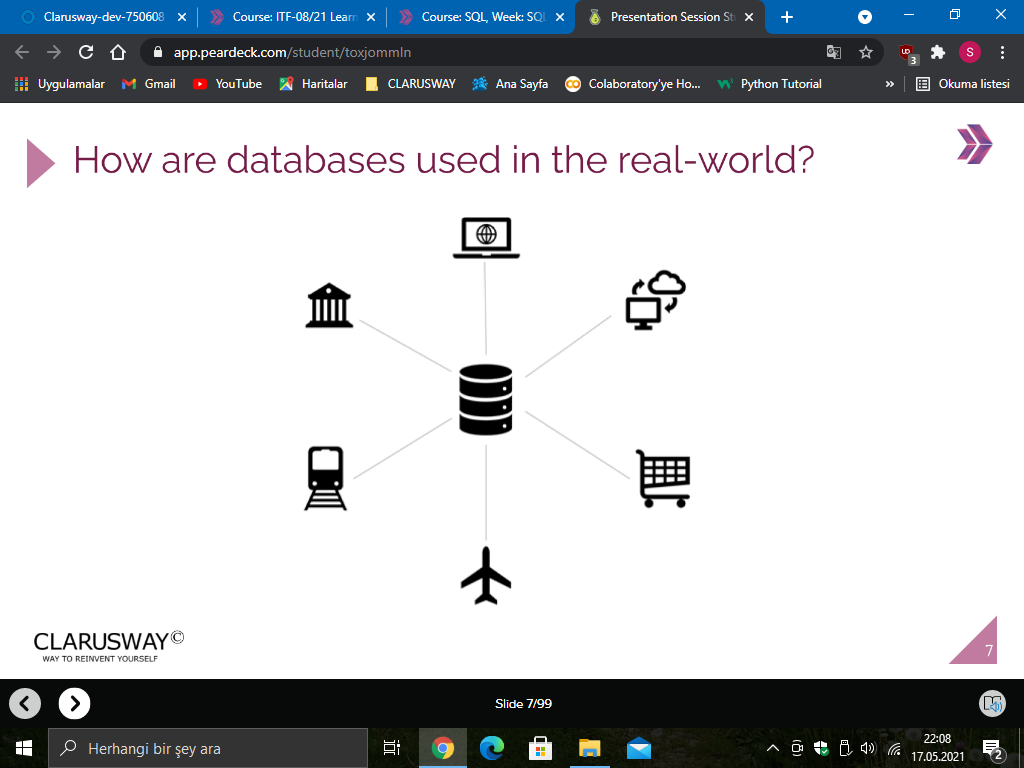 Clarusway-dev-750608
Course: ITF-08/21 Learn
Course: SQL, Week: SQL
Presentation Session St
app.peardeck.com/student/toxjommln
UD
3
S
Uygulamalar
Gmail
YouTube
Haritalar
CLARUSWAY
Ana Sayfa
Colaboratory'ye Ho...
Python Tutorial
»
Okuma listesi
How are databases used in the real-world?
CLARUSWAY©
WAY TO REINVENT YOURSELF
7
Slide 7/99
Herhangi bir şey ara
22:08
17.05.2021
2